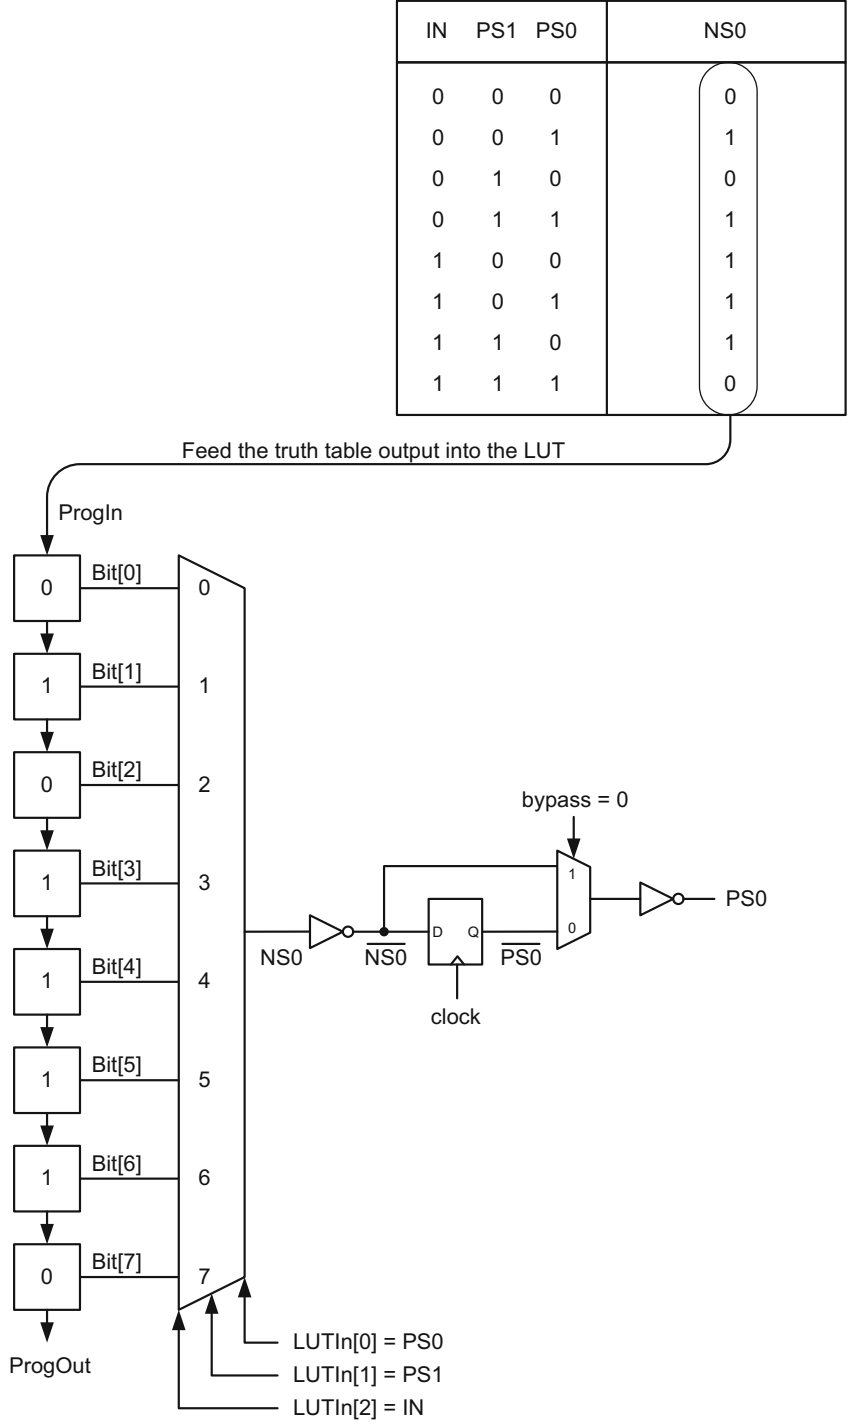 IN PS1 PS0 NS0
0 0 0 0
0 0 1 1
0 1 0 0
0 1 1 1
1 0 0 1
1 0 1 1
1 1 0 1
1 1 1 0
Feed the truth table output into the LUT
ProgIn
0 Bit[0] 0
1 Bit[1] 1
0 Bit[2] 2
bypass = 0
1 Bit[3] 3
1
PS0
D Q 0
NS0 NS0 PS0
1 Bit[4] 4
clock
1 Bit[5] 5
1 Bit[6] 6
0 Bit[7] 7
LUTIn[0] = PS0
ProgOut
LUTIn[1] = PS1
LUTIn[2] = IN